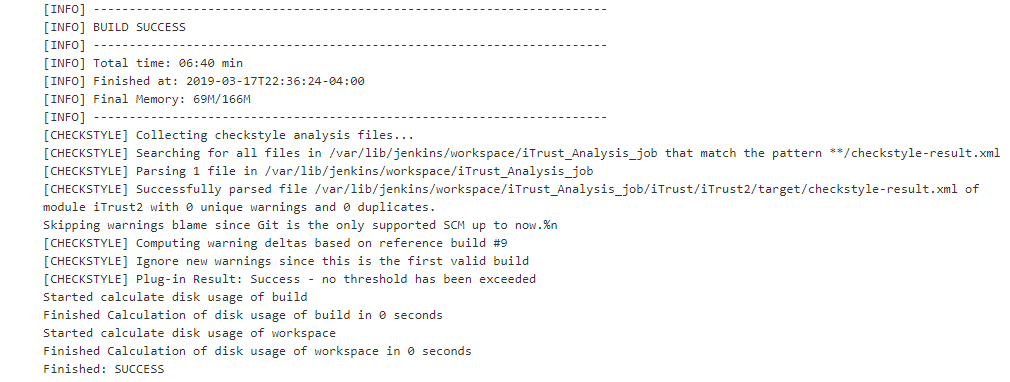 [INFO] ------------------------------------------------------------------------
[INFO] BUILD SUCCESS
[INFO] ------------------------------------------------------------------------
[INFO] Total time: 06:40 min
[INFO] Finished at: 2019-03-17T22:36:24-04:00
[INFO] Final Memory: 69M/166M
[INFO] ------------------------------------------------------------------------
[CHECKSTYLE] Collecting checkstyle analysis files...
[CHECKSTYLE] Searching for all files in /var/lib/jenkins/workspace/iTrust_Analysis_job that match the pattern **/checkstyle-result.xml
[CHECKSTYLE] Parsing 1 file in /var/lib/jenkins/workspace/iTrust_Analysis_job
[CHECKSTYLE] Successfully parsed file /var/lib/jenkins/workspace/iTrust_Analysis_job/iTrust/iTrust2/target/checkstyle-result.xml of
module iTrust2 with 0 unique warnings and 0 duplicates.
Skipping warnings blame since Git is the only supported SCM up to now.%n
[CHECKSTYLE] Computing warning deltas based on reference build #9
[CHECKSTYLE] Ignore new warnings since this is the first valid build
[CHECKSTYLE] Plug-in Result: Success - no threshold has been exceeded
Started calculate disk usage of build
Finished Calculation of disk usage of build in 0 seconds
Started calculate disk usage of workspace
Finished Calculation of disk usage of workspace in 0 seconds
Finished: SUCCESS